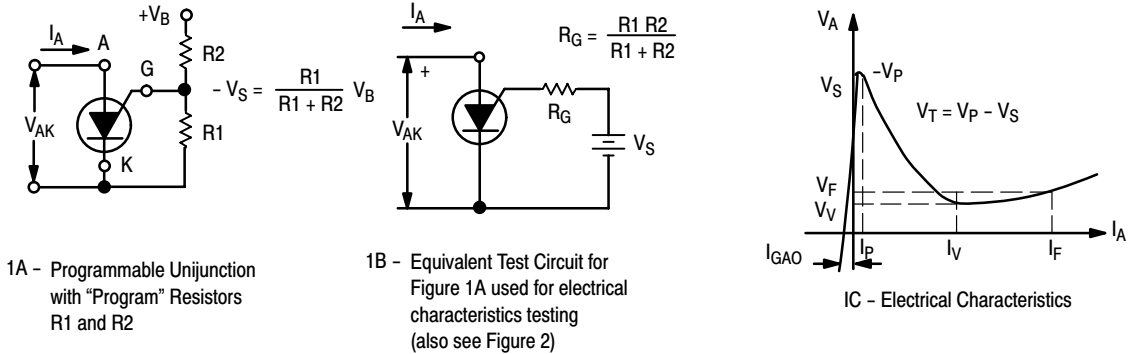 +V_B
I_A
A
R2
G
– V_S = R1 / (R1 + R2) V_B
V_AK
R1
K
1A – Programmable Unijunction
with “Program” Resistors
R1 and R2
I_A
R_G = R1 R2 / (R1 + R2)
+
R_G
V_AK
V_S
1B – Equivalent Test Circuit for
Figure 1A used for electrical
characteristics testing
(also see Figure 2)
V_A
V_S
–V_P
V_T = V_P – V_S
V_F
V_V
I_A
I_GAO
I_P
I_V
I_F
IC – Electrical Characteristics